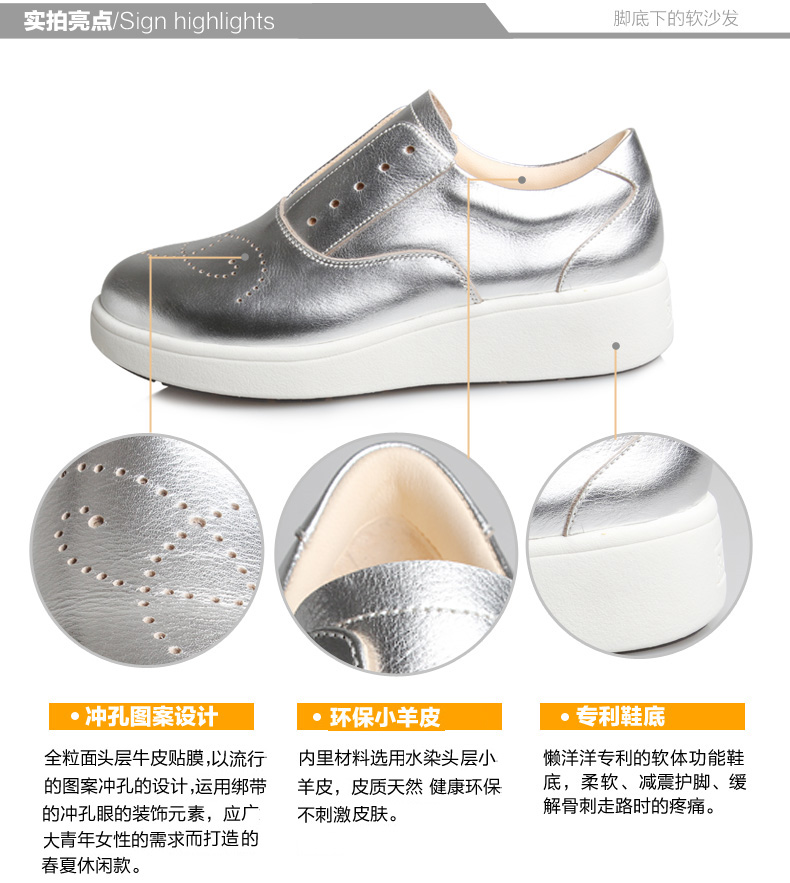 实拍亮点/Sign highlights
脚底下的软沙发
• 冲孔图案设计
全粒面头层牛皮贴膜,以流行
的图案冲孔的设计,运用绑带
的冲孔眼的装饰元素，应广
大青年女性的需求而打造的
春夏休闲款。
• 环保小羊皮
内里材料选用水染头层小
羊皮，皮质天然 健康环保
不刺激皮肤。
• 专利鞋底
懒洋洋专利的软体功能鞋
底，柔软、减震护脚、缓
解骨刺走路时的疼痛。